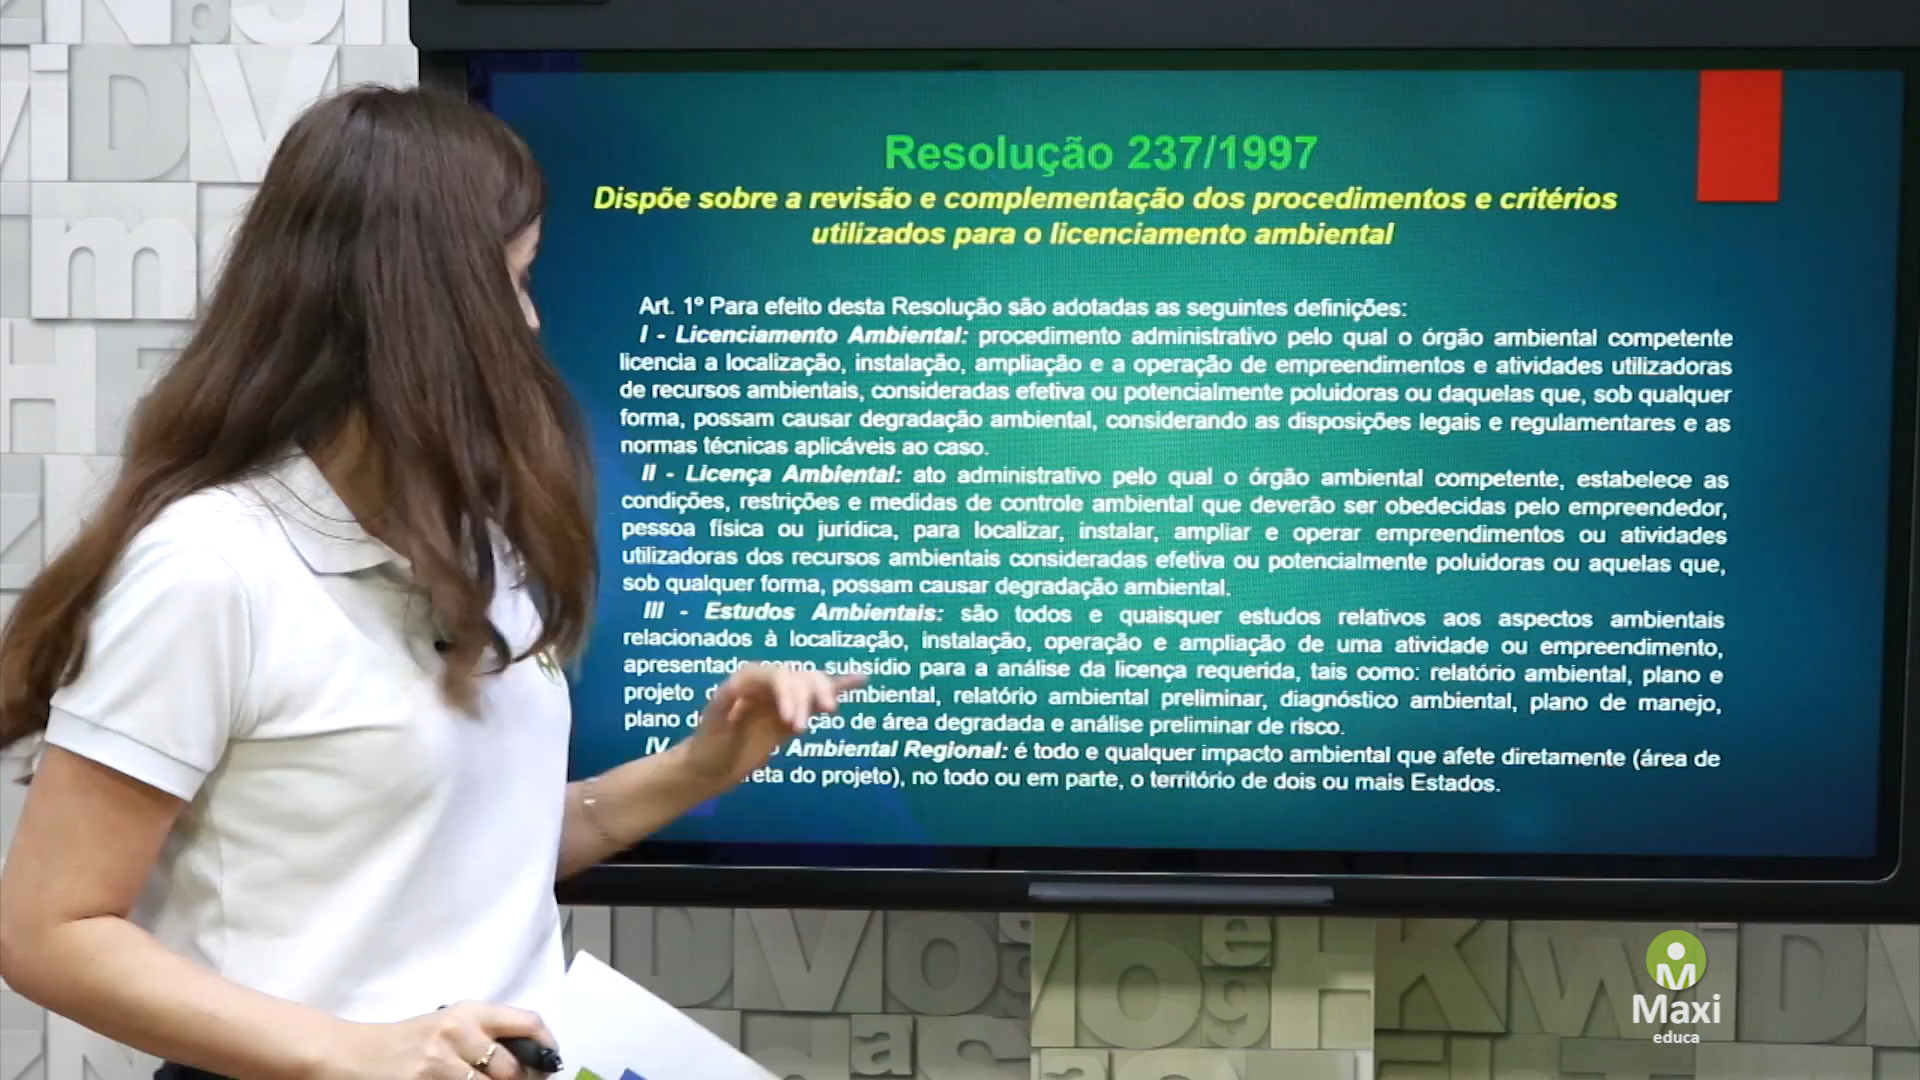 Resolução 237/1997
Dispõe sobre a revisão e complementação dos procedimentos e critérios
utilizados para o licenciamento ambiental
Art. 1º Para efeito desta Resolução são adotadas as seguintes definições:
I - Licenciamento Ambiental: procedimento administrativo pelo qual o órgão ambiental competente
licencia a localização, instalação, ampliação e a operação de empreendimentos e atividades utilizadoras
de recursos ambientais, consideradas efetiva ou potencialmente poluidoras ou daquelas que, sob qualquer
forma, possam causar degradação ambiental, considerando as disposições legais e regulamentares e as
normas técnicas aplicáveis ao caso.
II - Licença Ambiental: ato administrativo pelo qual o órgão ambiental competente, estabelece as
condições, restrições e medidas de controle ambiental que deverão ser obedecidas pelo empreendedor,
pessoa física ou jurídica, para localizar, instalar, ampliar e operar empreendimentos ou atividades
utilizadoras dos recursos ambientais consideradas efetiva ou potencialmente poluidoras ou aquelas que,
sob qualquer forma, possam causar degradação ambiental.
III - Estudos Ambientais: são todos e quaisquer estudos relativos aos aspectos ambientais
relacionados à localização, instalação, operação e ampliação de uma atividade ou empreendimento,
apresentado como subsídio para a análise da licença requerida, tais como: relatório ambiental, plano e
projeto ambiental, relatório ambiental preliminar, diagnóstico ambiental, plano de manejo,
plano de área degradada e análise preliminar de risco.
IV Ambiental Regional: é todo e qualquer impacto ambiental que afete diretamente (área de
do projeto), no todo ou em parte, o território de dois ou mais Estados.
Maxi
educa